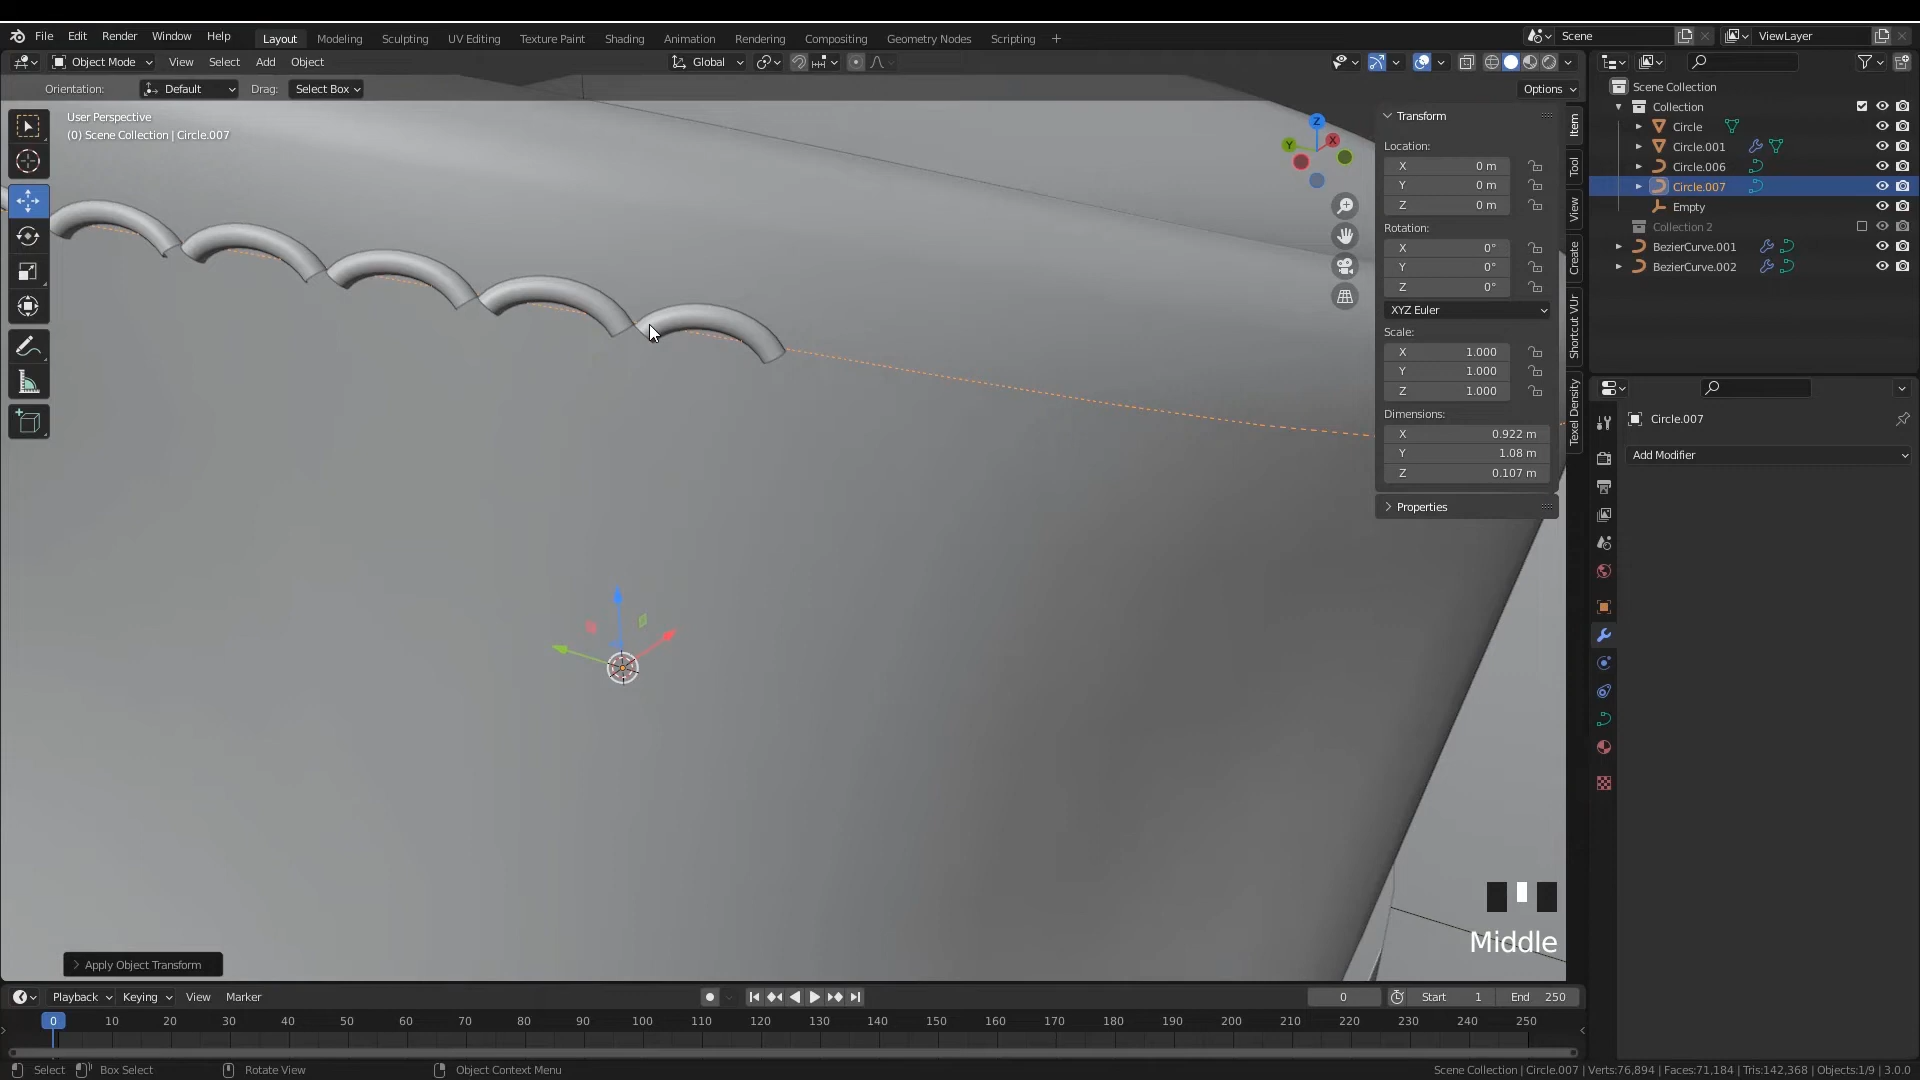 File Edit Render Window Help Layout Modeling Sculpting UV Editing Texture Paint Shading Animation Rendering Compositing Geometry Nodes Scripting + Scene ViewLayer
Object Mode View Select Add Object Global
Orientation: Default Drag: Select Box Options
User Perspective
(0) Scene Collection | Circle.007
Z
Y
X
Transform
Location:
X 0 m
Y 0 m
Z 0 m
Rotation:
X 0°
Y 0°
Z 0°
XYZ Euler
Scale:
X 1.000
Y 1.000
Z 1.000
Dimensions:
X 0.922 m
Y 1.08 m
Z 0.107 m
Properties
Item
Tool
View
Create
Shortcut VUr
Texel Density
Scene Collection
Collection
Circle
Circle.001
Circle.006
Circle.007
Empty
Collection 2
BezierCurve.001
BezierCurve.002
Circle.007
Add Modifier
Middle
Apply Object Transform
Playback Keying View Marker 0 Start 1 End 250
0 10 20 30 40 50 60 70 80 90 100 110 120 130 140 150 160 170 180 190 200 210 220 230 240 250
Select Box Select Rotate View Object Context Menu Scene Collection | Circle.007 | Verts:76,894 | Faces:71,184 | Tris:142,368 | Objects:1/9 | 3.0.0